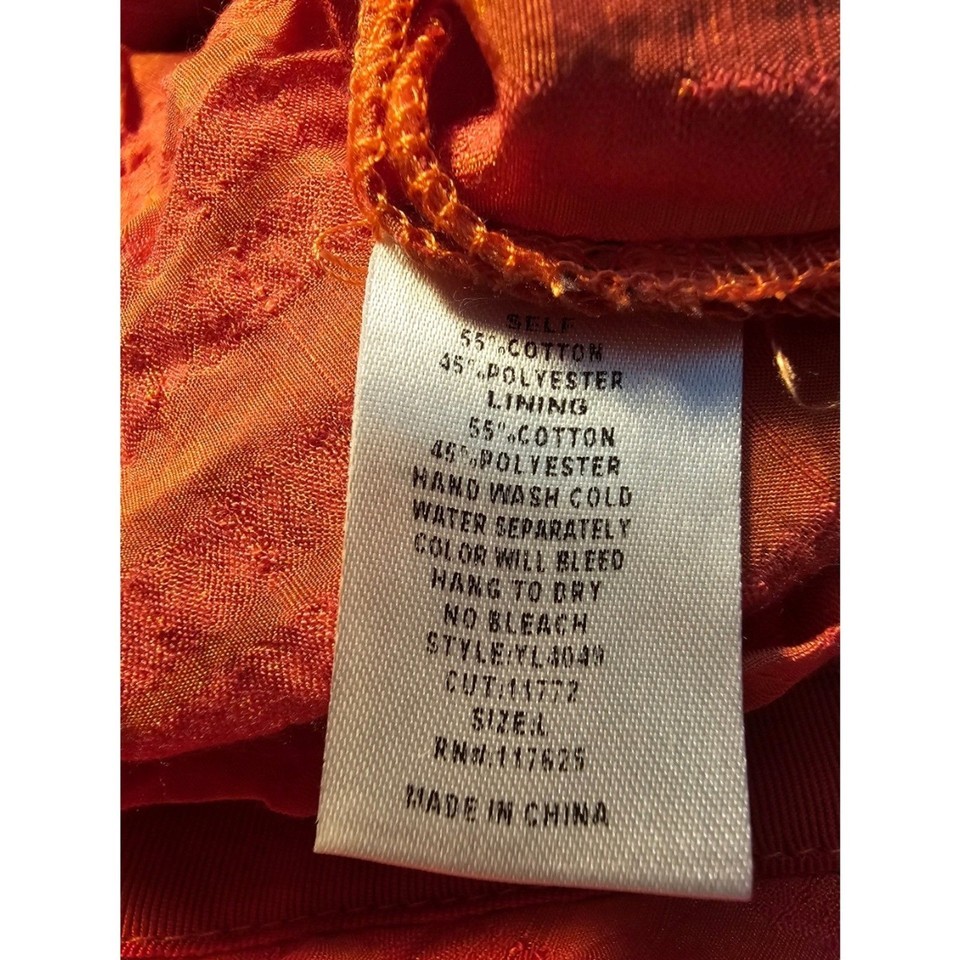 SELF
55%COTTON
45%POLYESTER
LINING
55%COTTON
45%POLYESTER
HAND WASH COLD
WATER SEPARATELY
COLOR WILL BLEED
HANG TO DRY
NO BLEACH
STYLE:YL4049
CUT:11772
SIZE:L
RN#:117625
MADE IN CHINA